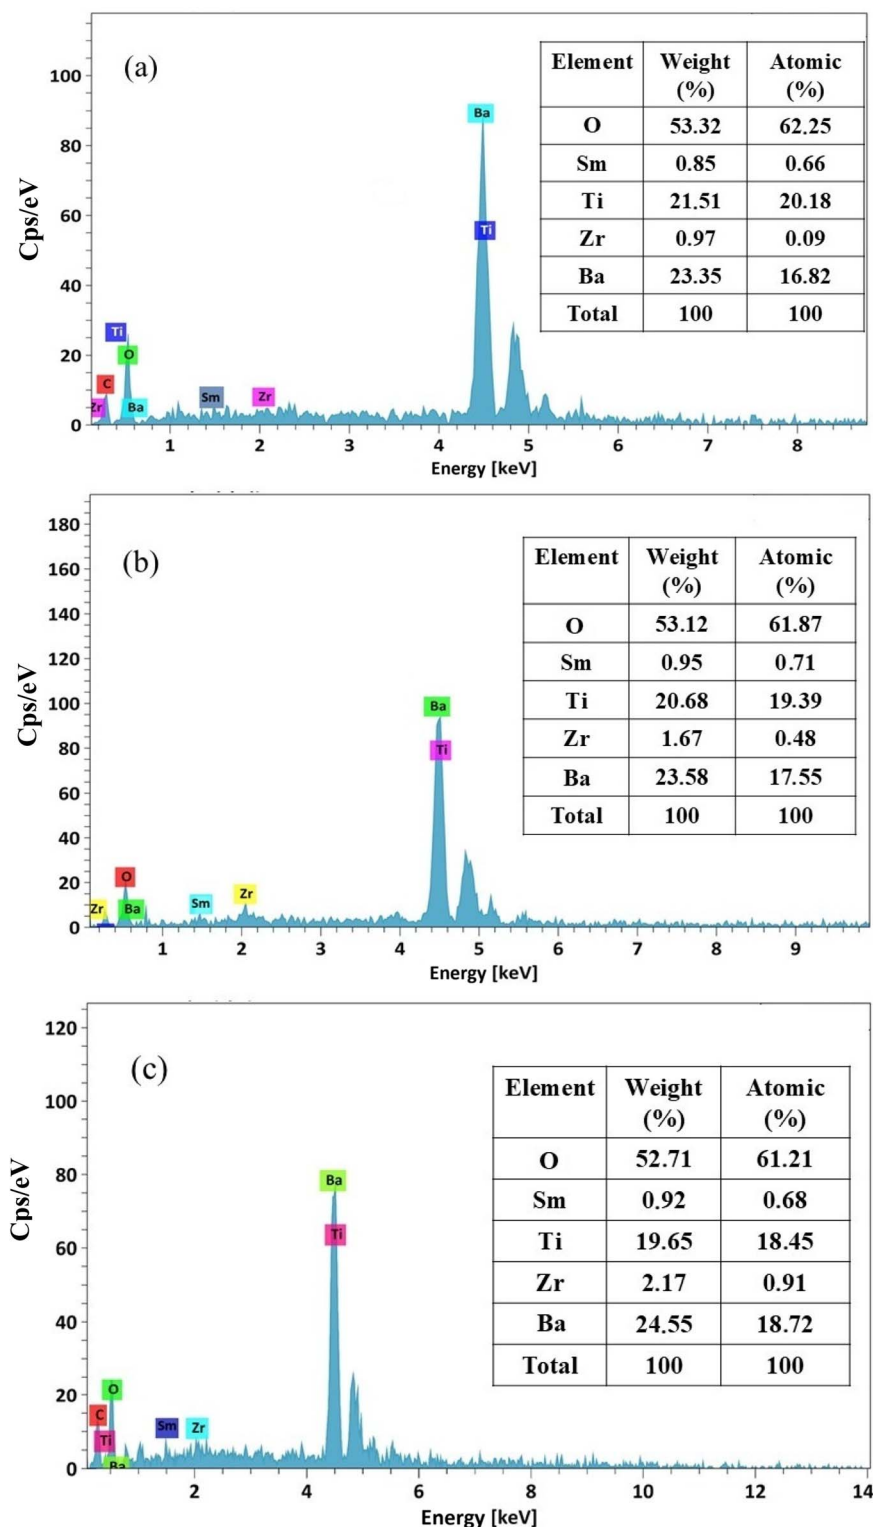 (a)
Cps/eV
100
80
60
40
20
0
Ba
Ti
Ti
O
C
Zr
Ba
Sm
Zr
1 2 3 4 5 6 7 8
Energy [keV]
Element Weight (%) Atomic (%)
O 53.32 62.25
Sm 0.85 0.66
Ti 21.51 20.18
Zr 0.97 0.09
Ba 23.35 16.82
Total 100 100
(b)
Cps/eV
180
160
140
120
100
80
60
40
20
0
Ba
Ti
O
Zr
Ba
Sm
Zr
1 2 3 4 5 6 7 8 9
Energy [keV]
Element Weight (%) Atomic (%)
O 53.12 61.87
Sm 0.95 0.71
Ti 20.68 19.39
Zr 1.67 0.48
Ba 23.58 17.55
Total 100 100
(c)
Cps/eV
120
100
80
60
40
20
0
Ba
Ti
O
C
Ti
Ba
Sm
Zr
2 4 6 8 10 12 14
Energy [keV]
Element Weight (%) Atomic (%)
O 52.71 61.21
Sm 0.92 0.68
Ti 19.65 18.45
Zr 2.17 0.91
Ba 24.55 18.72
Total 100 100